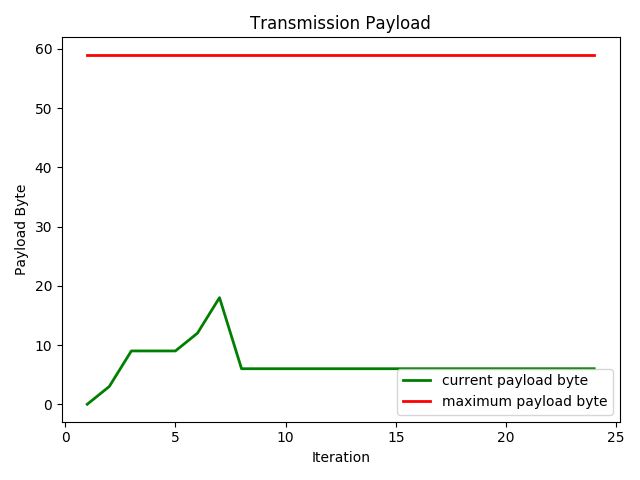 Transmission Payload
60
50
40
30
20
10
0
Payload Byte
current payload byte
maximum payload byte
0 5 10 15 20 25
Iteration